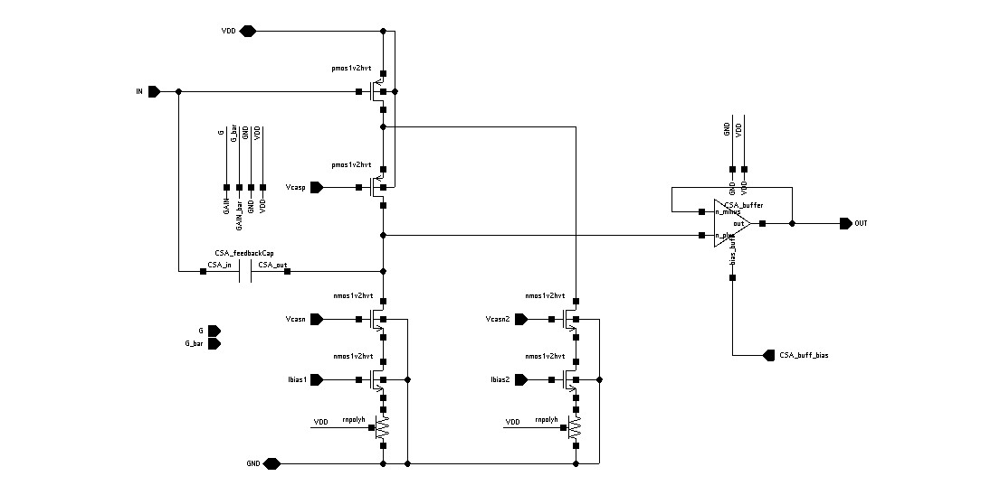 VDD
pmos1v2hvt
IN
G
G_bar
GND
VDD
GND
VDD
pmos1v2hvt
Vcasp
GAIN
GAIN_bar
GND
VDD
GND
VDD
CSA_buffer
n_minus
out
OUT
n_plus
bias_buff
CSA_feedbackCap
CSA_in
CSA_out
nmos1v2hvt
nmos1v2hvt
Vcasn
Vcasn2
G
G_bar
CSA_buff_bias
nmos1v2hvt
nmos1v2hvt
Ibias1
Ibias2
VDD
rnpolyh
VDD
rnpolyh
GND